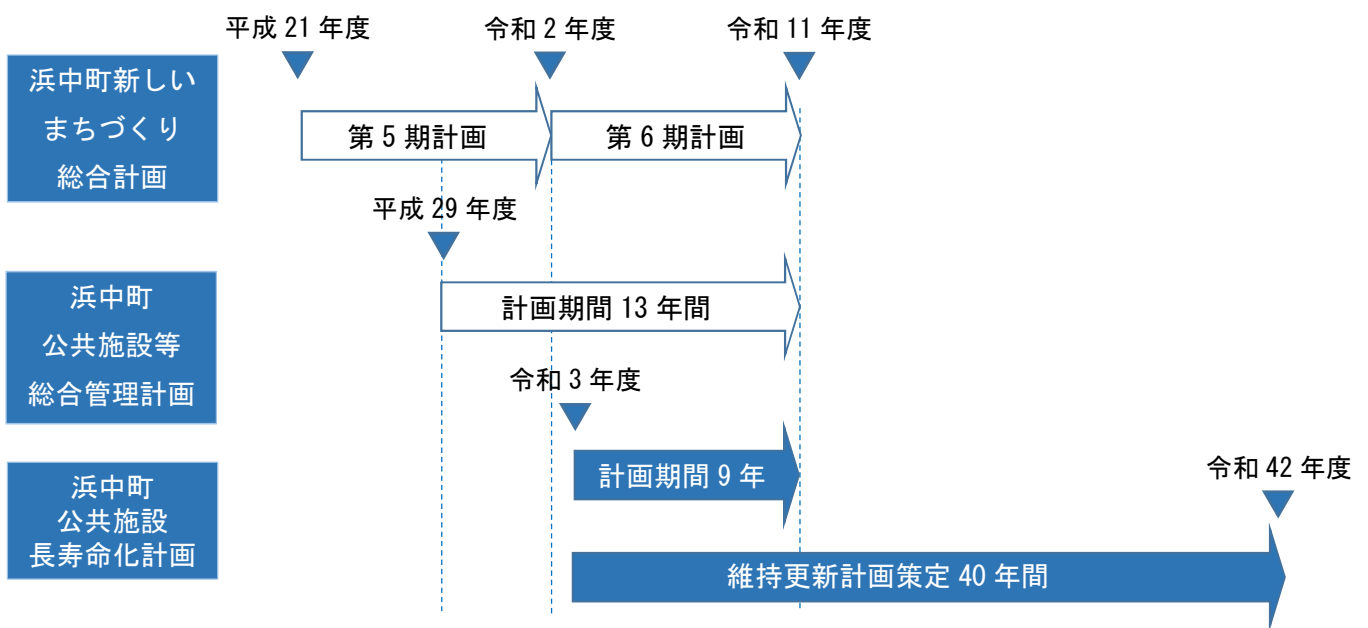 平成 21 年度
令和 2 年度
令和 11 年度
浜中町新しい
まちづくり
総合計画
第 5 期計画
第 6 期計画
平成 29 年度
浜中町
公共施設等
総合管理計画
計画期間 13 年間
令和 3 年度
浜中町
公共施設
長寿命化計画
計画期間 9 年
令和 42 年度
維持更新計画策定 40 年間